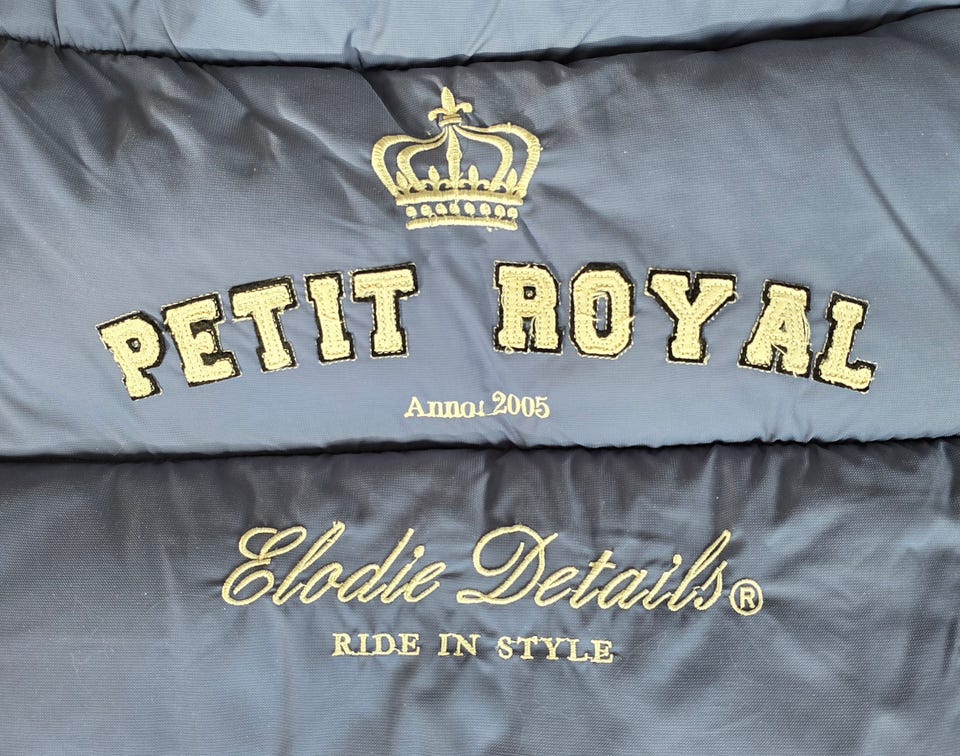 PETIT ROYAL
Anno: 2005
Elodie Details®
RIDE IN STYLE